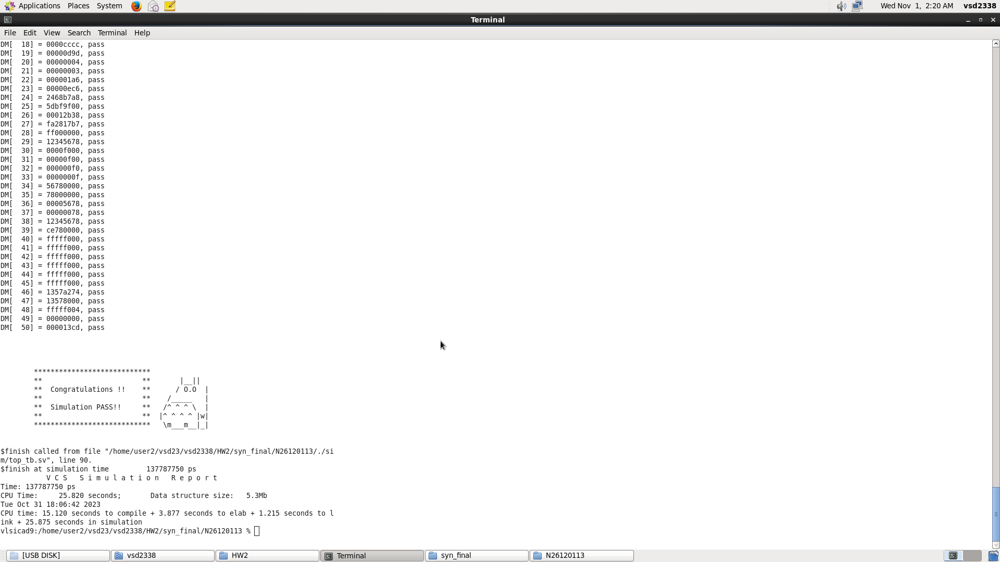 Applications Places System Wed Nov 1, 2:20 AM vsd2338
Terminal
File Edit View Search Terminal Help
DM[  18] = 0000cccc, pass
DM[  19] = 00000d9d, pass
DM[  20] = 00000004, pass
DM[  21] = 00000003, pass
DM[  22] = 000001a6, pass
DM[  23] = 00000ec6, pass
DM[  24] = 2468b7a8, pass
DM[  25] = 5dbf9f00, pass
DM[  26] = 00012b38, pass
DM[  27] = fa2817b7, pass
DM[  28] = ff000000, pass
DM[  29] = 12345678, pass
DM[  30] = 0000f000, pass
DM[  31] = 00000f00, pass
DM[  32] = 000000f0, pass
DM[  33] = 0000000f, pass
DM[  34] = 56780000, pass
DM[  35] = 78000000, pass
DM[  36] = 00005678, pass
DM[  37] = 00000078, pass
DM[  38] = 12345678, pass
DM[  39] = ce780000, pass
DM[  40] = fffff000, pass
DM[  41] = fffff000, pass
DM[  42] = fffff000, pass
DM[  43] = fffff000, pass
DM[  44] = fffff000, pass
DM[  45] = fffff000, pass
DM[  46] = 1357a274, pass
DM[  47] = 13578000, pass
DM[  48] = fffff004, pass
DM[  49] = 00000000, pass
DM[  50] = 000013cd, pass
        ****************************
        **                        **       |__||
        **  Congratulations !!    **      / O.O  |
        **                        **    /_____   |
        **  Simulation PASS!!     **   /^ ^ ^ \  |
        **                        **  |^ ^ ^ ^ |w|
        ****************************   \m___m__|_|
$finish called from file "/home/user2/vsd23/vsd2338/HW2/syn_final/N26120113/./si
m/top_tb.sv", line 90.
$finish at simulation time         137787750 ps
           V C S   S i m u l a t i o n   R e p o r t
Time: 137787750 ps
CPU Time:     25.820 seconds;       Data structure size:   5.3Mb
Tue Oct 31 18:06:42 2023
CPU time: 15.120 seconds to compile + 3.877 seconds to elab + 1.215 seconds to l
ink + 25.875 seconds in simulation
vlsicad9:/home/user2/vsd23/vsd2338/HW2/syn_final/N26120113 %
[USB DISK] vsd2338 HW2 Terminal syn_final N26120113